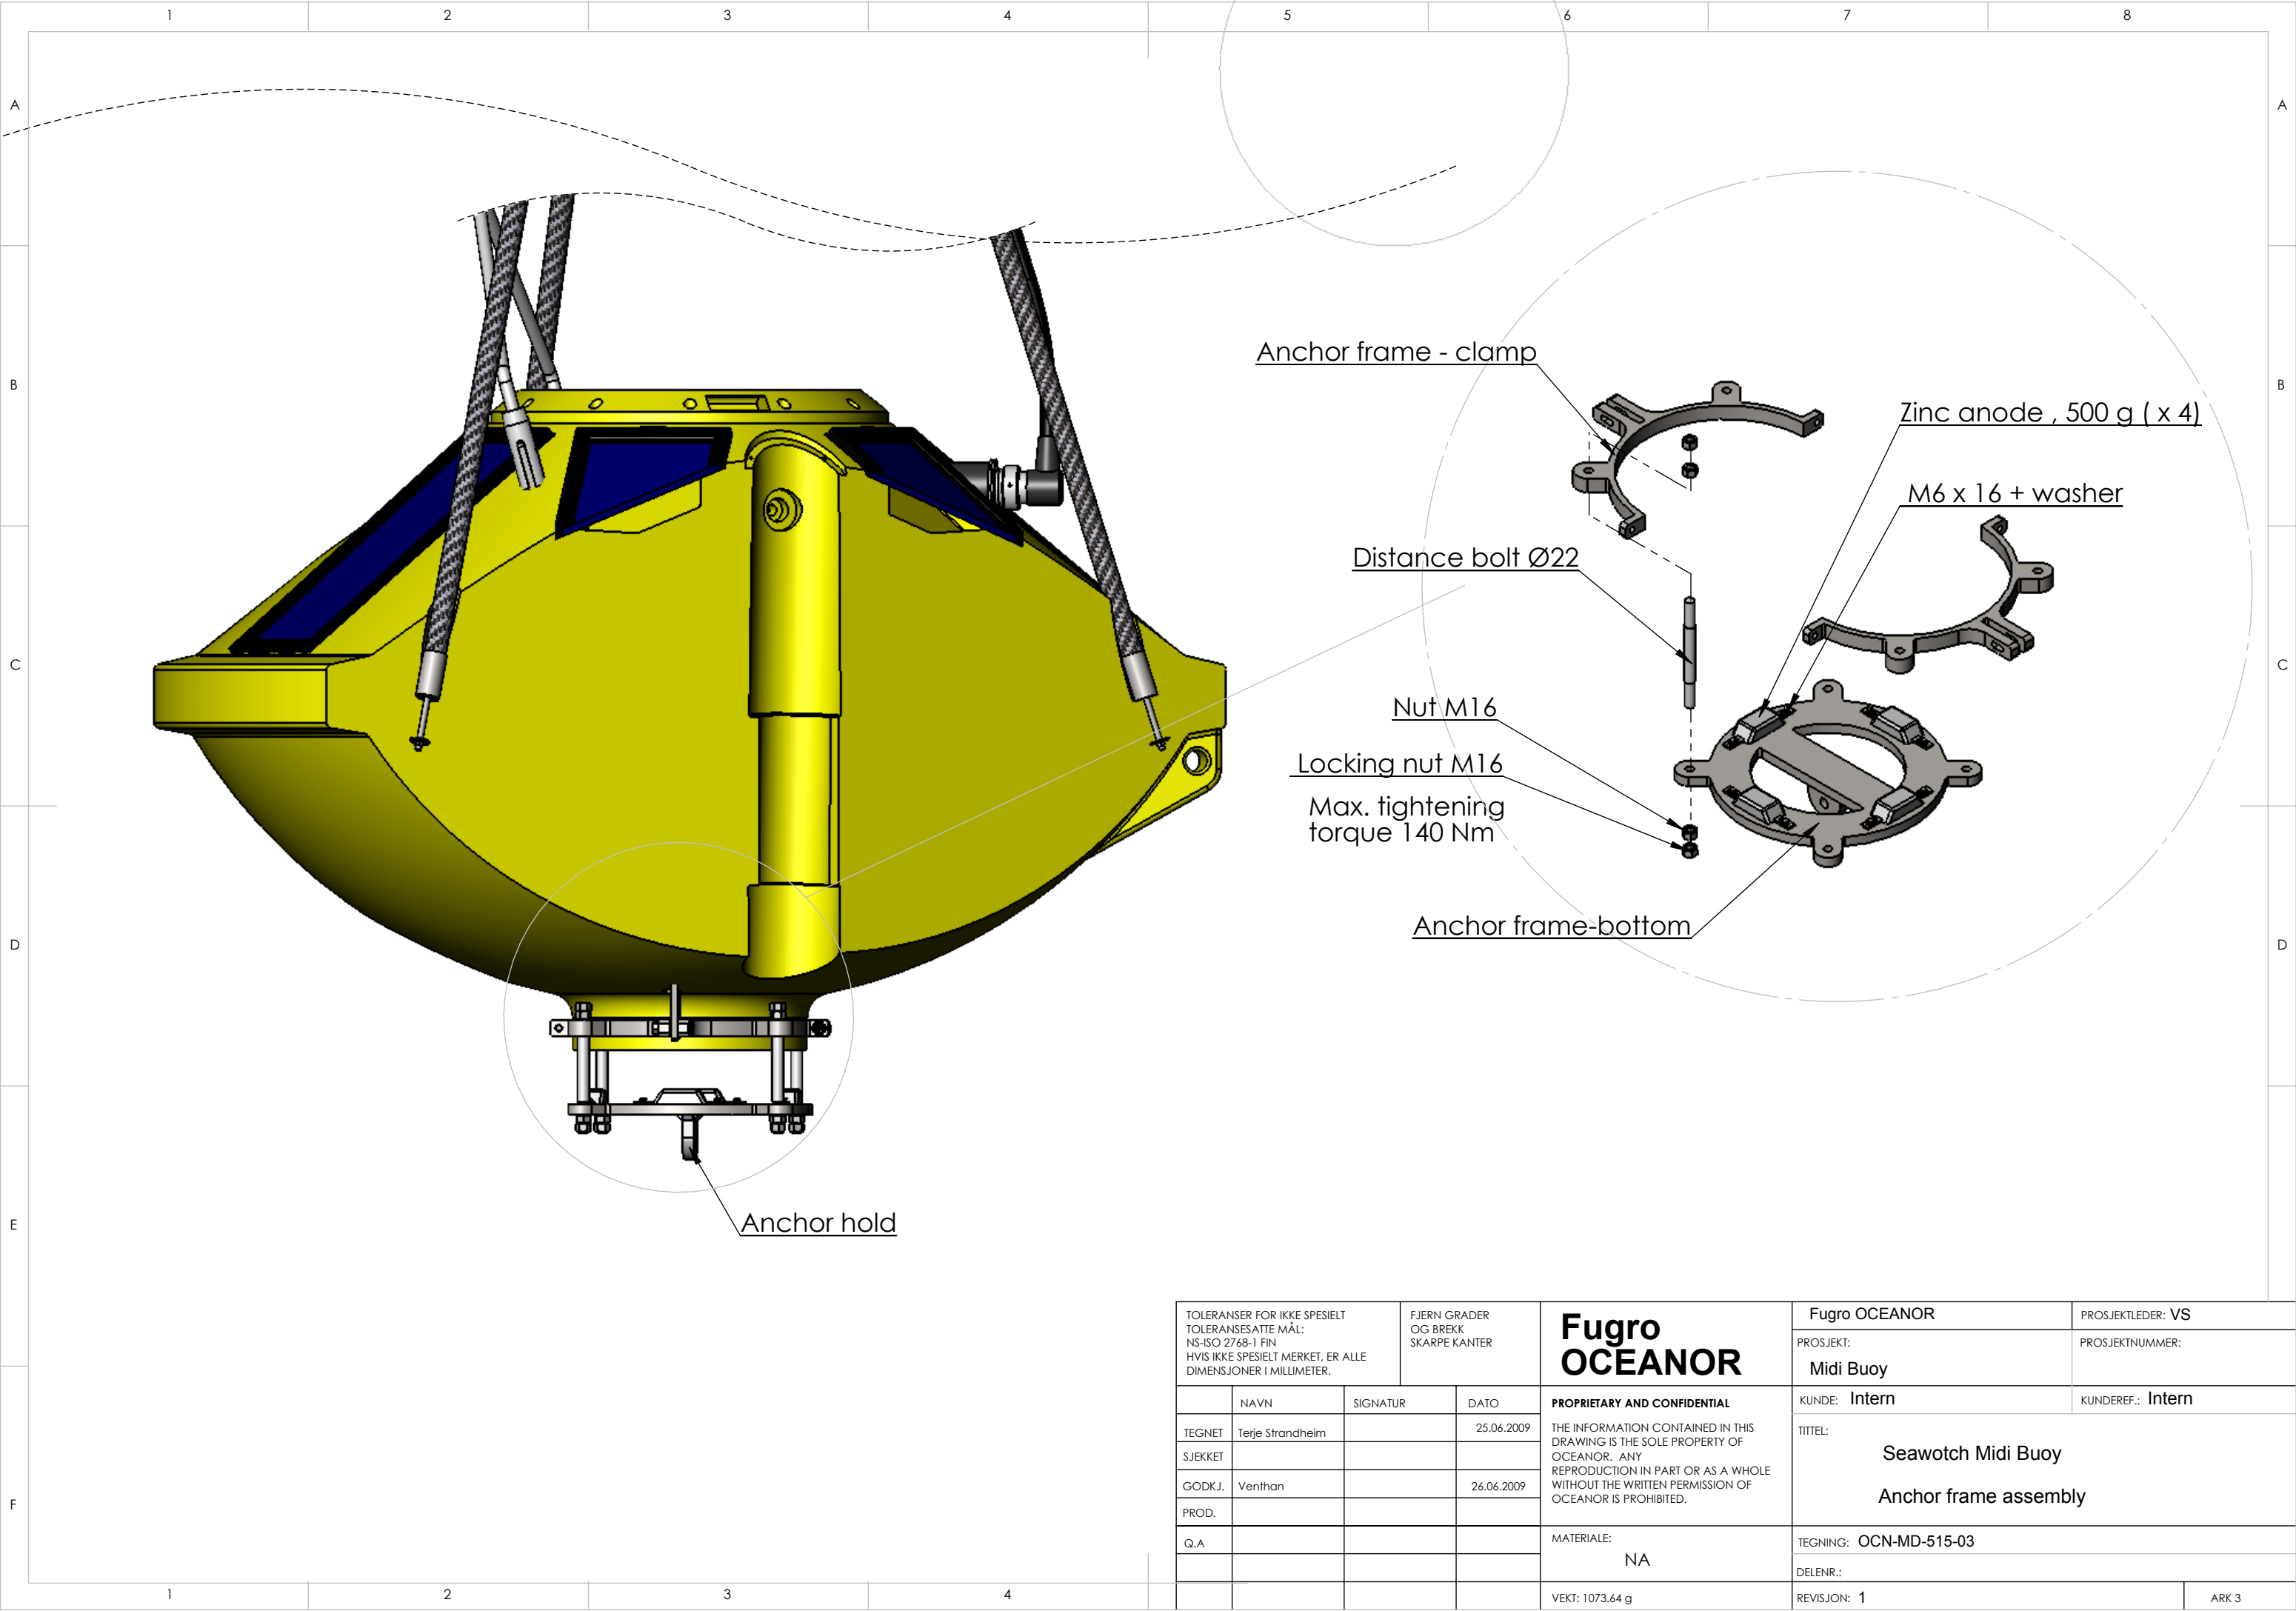 1 2 3 4 5 6 7 8
A A
B B
C C
D D
E
F
Anchor frame - clamp
Zinc anode , 500 g ( x 4)
M6 x 16 + washer
Distance bolt Ø22
Nut M16
Locking nut M16
Max. tightening
torque 140 Nm
Anchor frame-bottom
Anchor hold
TOLERANSER FOR IKKE SPESIELT
TOLERANSESATTE MÅL:
NS-ISO 2768-1 FIN
HVIS IKKE SPESIELT MERKET, ER ALLE
DIMENSJONER I MILLIMETER.
FJERN GRADER
OG BREKK
SKARPE KANTER
Fugro
OCEANOR
Fugro OCEANOR
PROSJEKTLEDER: VS
PROSJEKT:
Midi Buoy
PROSJEKTNUMMER:
KUNDE: Intern
KUNDEREF.: Intern
NAVN SIGNATUR DATO
TEGNET Terje Strandheim 25.06.2009
SJEKKET
GODKJ. Venthan 26.06.2009
PROD.
Q.A
PROPRIETARY AND CONFIDENTIAL
THE INFORMATION CONTAINED IN THIS
DRAWING IS THE SOLE PROPERTY OF
OCEANOR. ANY
REPRODUCTION IN PART OR AS A WHOLE
WITHOUT THE WRITTEN PERMISSION OF
OCEANOR IS PROHIBITED.
TITTEL:
Seawotch Midi Buoy
Anchor frame assembly
MATERIALE:
NA
TEGNING: OCN-MD-515-03
DELENR.:
VEKT: 1073.64 g
REVISJON: 1
ARK 3
1 2 3 4